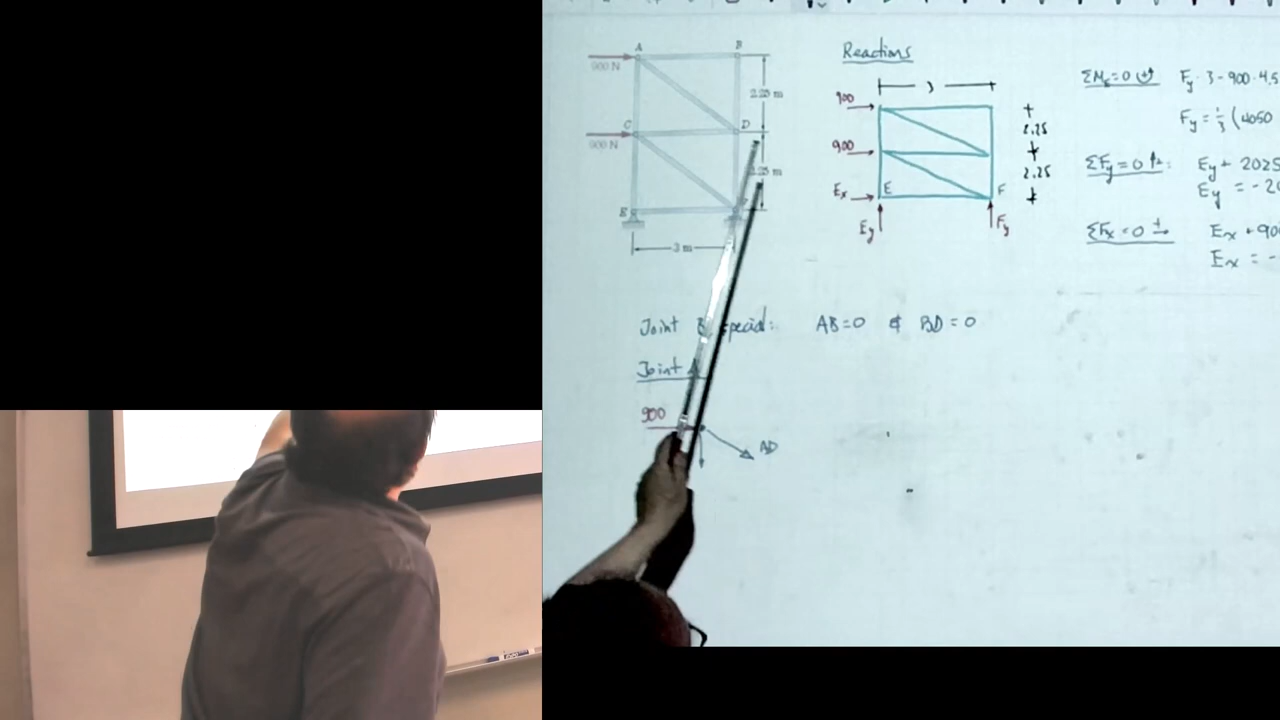 A B
900 N
2.25 m
C D
900 N
2.25 m
E
3 m
Reactions
3
900
900
Ex E F
Ey Fy
+
2.25
+
2.25
+
ΣM_E=0 Fy · 3 - 900 · 4.5
Fy = 1/3 (4050
ΣFy=0 ↑+: Ey + 2025
Ey = -20
ΣFx=0 Ex + 900
Ex = -
Joint B special: AB=0 & BD=0
Joint A
900
AD